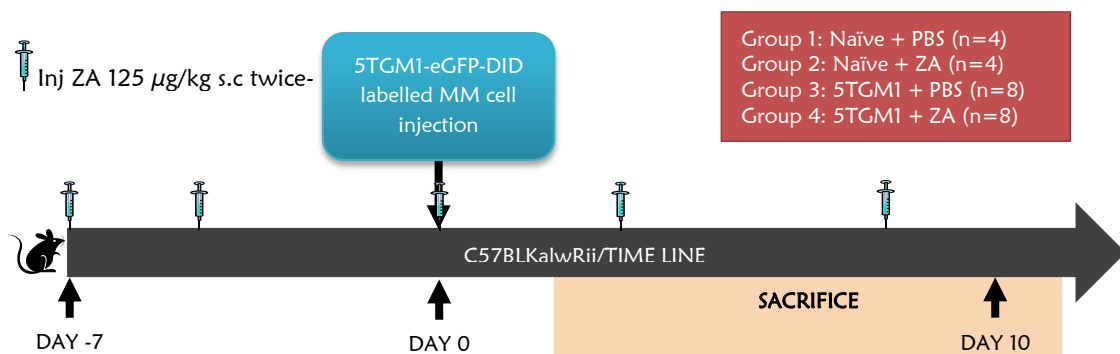 Inj ZA 125 µg/kg s.c twice-
5TGM1-eGFP-DID
labelled MM cell
injection
Group 1: Naïve + PBS (n=4)
Group 2: Naïve + ZA (n=4)
Group 3: 5TGM1 + PBS (n=8)
Group 4: 5TGM1 + ZA (n=8)
C57BLKalwRii/TIME LINE
SACRIFICE
DAY -7
DAY 0
DAY 10